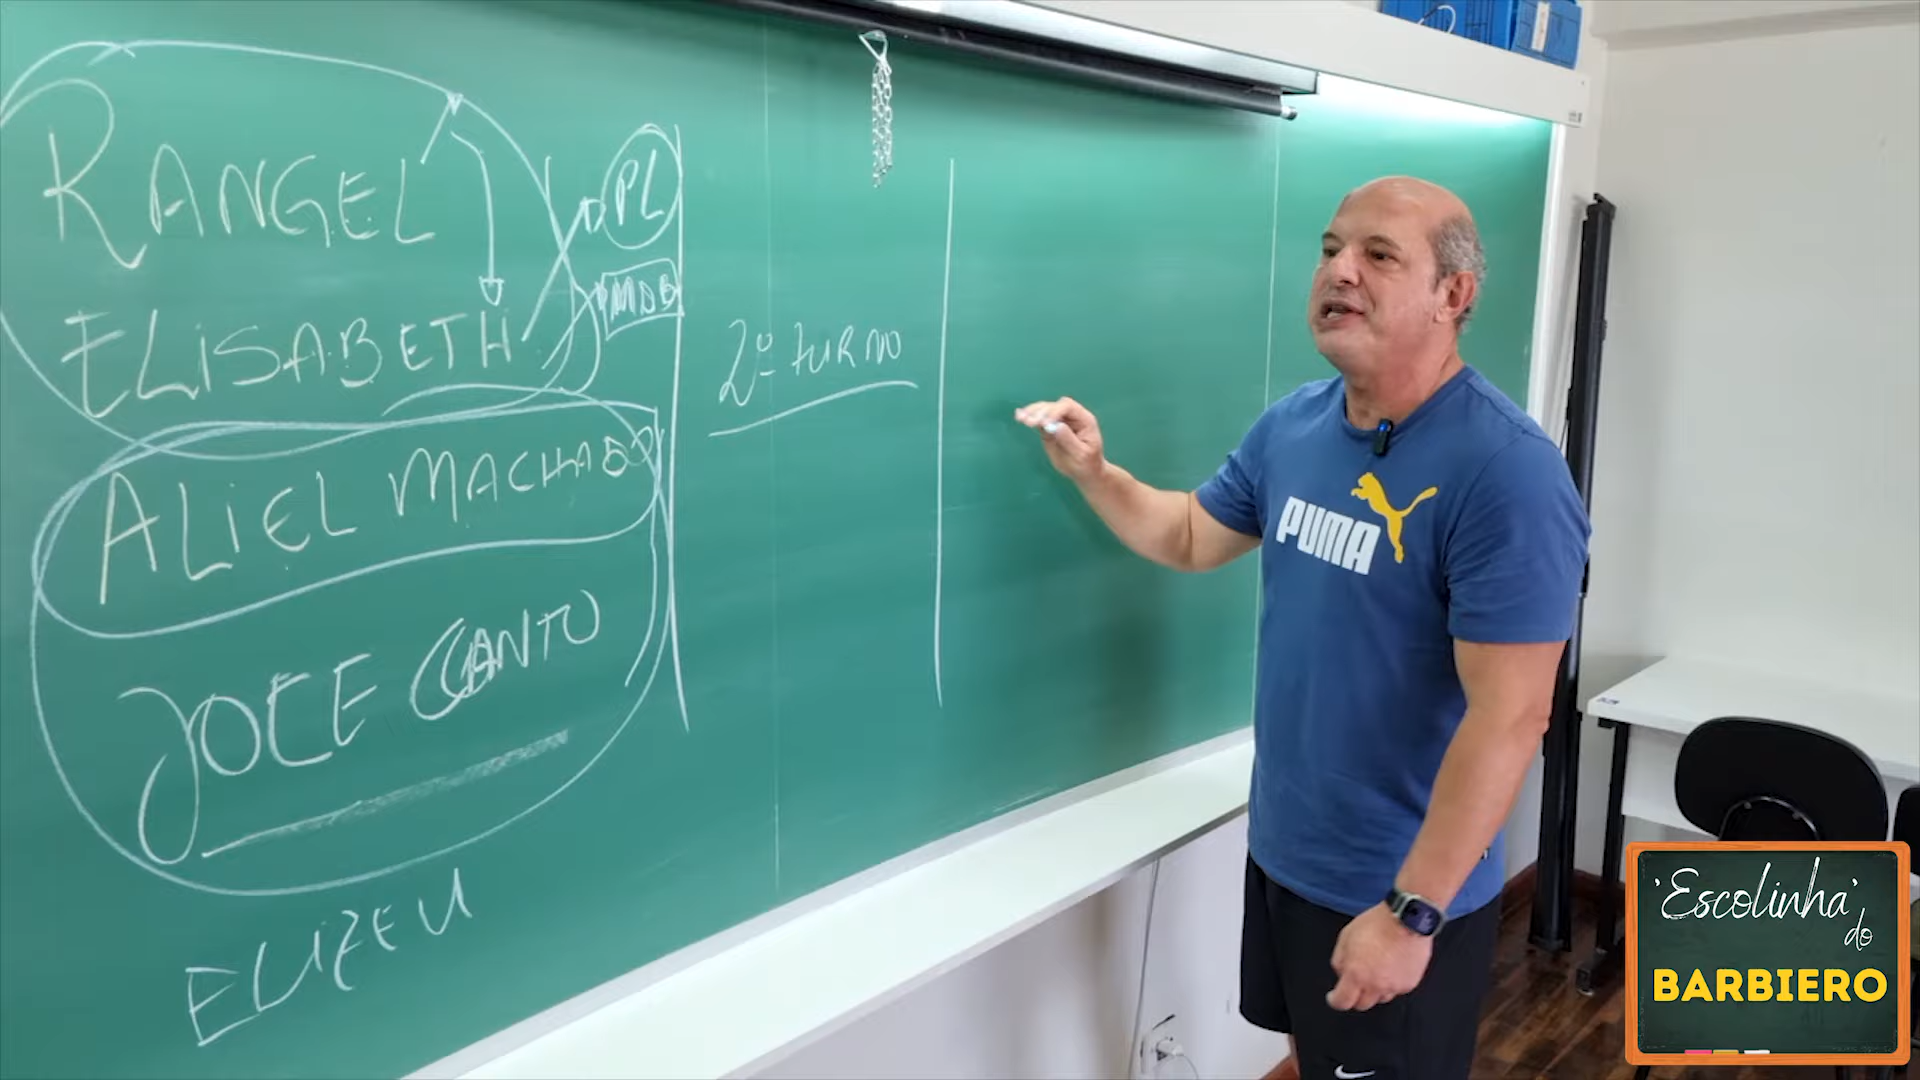 RANGEL
PL
ELISABETH
PMDB
2º TURNO
ALIEL MACHADO
JOCE CANTO
ELIZEU
PUMA
'Escolinha'
do
BARBIERO